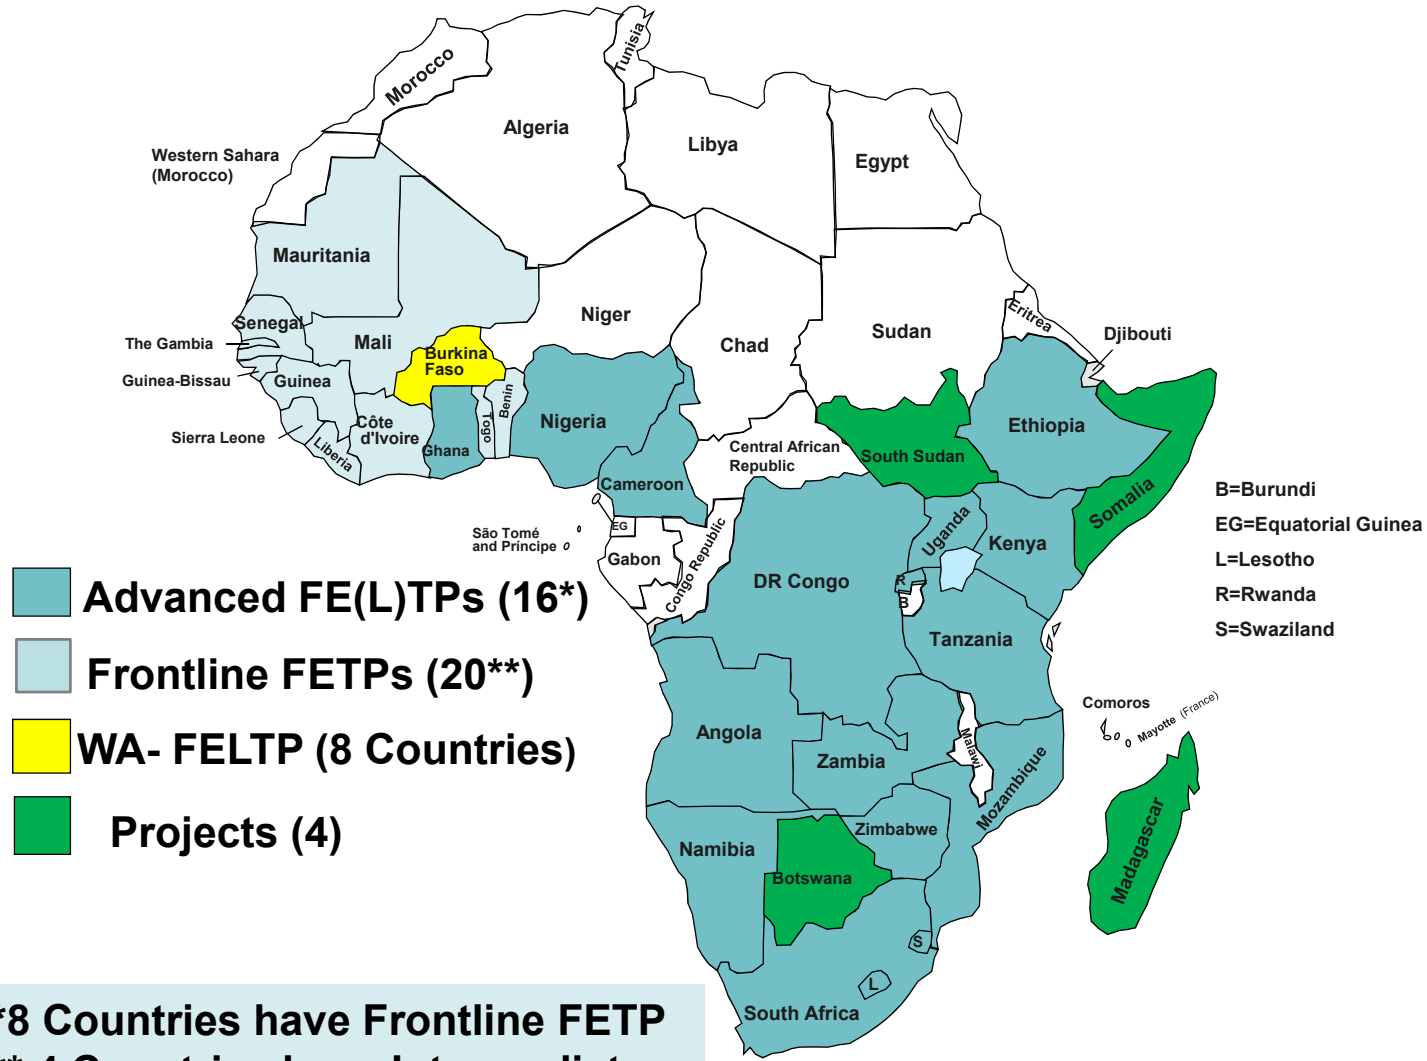 Morocco
Tunisia
Algeria
Libya
Egypt
Western Sahara
(Morocco)
Mauritania
Senegal
The Gambia
Guinea-Bissau
Guinea
Sierra Leone
Liberia
Mali
Burkina
Faso
Côte
d'Ivoire
Ghana
Togo
Benin
Niger
Nigeria
Chad
Sudan
Eritrea
Djibouti
Ethiopia
South Sudan
Somalia
Central African
Republic
Cameroon
São Tomé
and Príncipe
EG
Gabon
Congo Republic
DR Congo
Uganda
Kenya
R
B
Tanzania
B=Burundi
EG=Equatorial Guinea
L=Lesotho
R=Rwanda
S=Swaziland
Comoros
Mayotte (France)
Angola
Zambia
Malawi
Mozambique
Madagascar
Zimbabwe
Namibia
Botswana
S
L
South Africa
Advanced FE(L)TPs (16*)
Frontline FETPs (20**)
WA- FELTP (8 Countries)
Projects (4)
*8 Countries have Frontline FETP